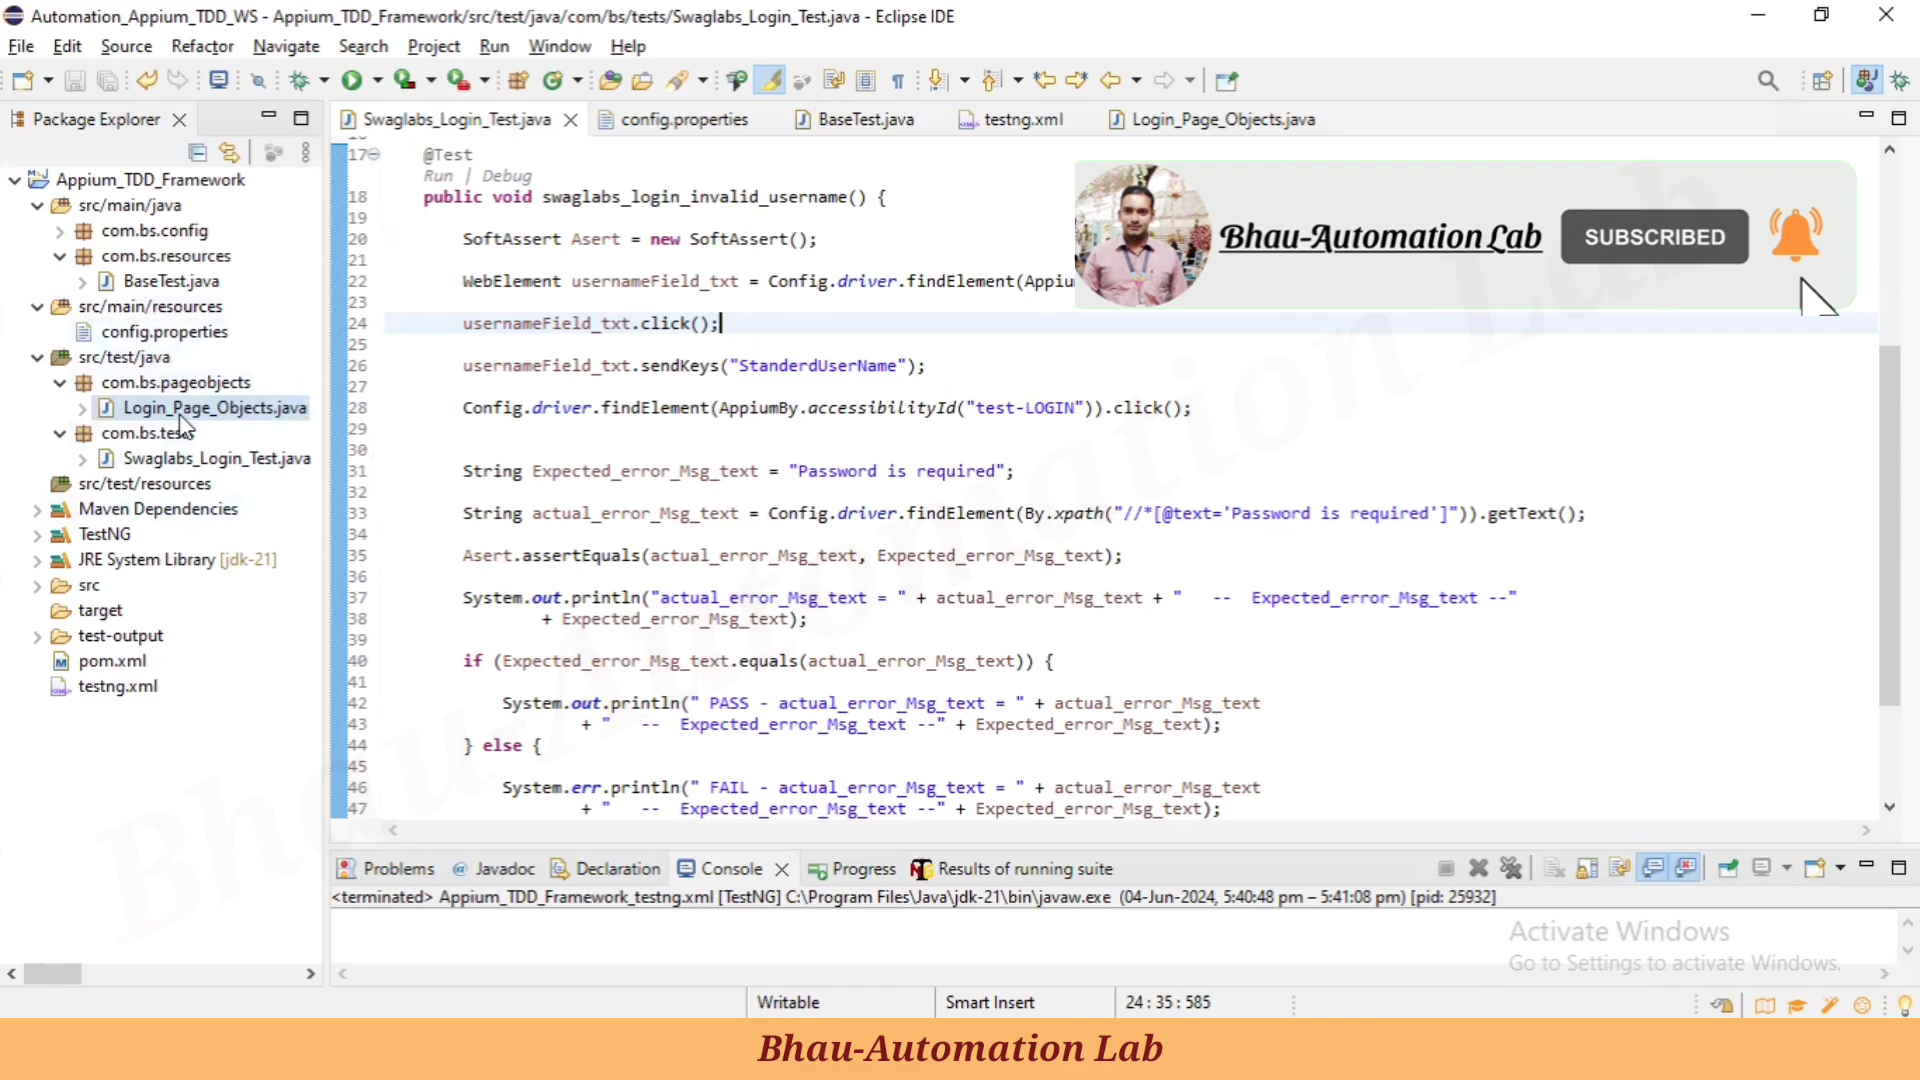 Automation_Appium_TDD_WS - Appium_TDD_Framework/src/test/java/com/bs/tests/Swaglabs_Login_Test.java - Eclipse IDE
File Edit Source Refactor Navigate Search Project Run Window Help
Package Explorer
Swaglabs_Login_Test.java config.properties BaseTest.java testng.xml Login_Page_Objects.java
Appium_TDD_Framework
src/main/java
com.bs.config
com.bs.resources
BaseTest.java
src/main/resources
config.properties
src/test/java
com.bs.pageobjects
Login_Page_Objects.java
com.bs.tes
Swaglabs_Login_Test.java
src/test/resources
Maven Dependencies
TestNG
JRE System Library [jdk-21]
src
target
test-output
pom.xml
testng.xml
17 @Test
Run | Debug
18 public void swaglabs_login_invalid_username() {
19
20 SoftAssert Asert = new SoftAssert();
21
22 WebElement usernameField_txt = Config.driver.findElement(Appiu
23
24 usernameField_txt.click();
25
26 usernameField_txt.sendKeys("StanderdUserName");
27
28 Config.driver.findElement(AppiumBy.accessibilityId("test-LOGIN")).click();
29
30
31 String Expected_error_Msg_text = "Password is required";
32
33 String actual_error_Msg_text = Config.driver.findElement(By.xpath("//*[@text='Password is required']")).getText();
34
35 Asert.assertEquals(actual_error_Msg_text, Expected_error_Msg_text);
36
37 System.out.println("actual_error_Msg_text = " + actual_error_Msg_text + "   --  Expected_error_Msg_text --"
38 + Expected_error_Msg_text);
39
40 if (Expected_error_Msg_text.equals(actual_error_Msg_text)) {
41
42 System.out.println(" PASS - actual_error_Msg_text = " + actual_error_Msg_text
43 + "   --  Expected_error_Msg_text --" + Expected_error_Msg_text);
44 } else {
45
46 System.err.println(" FAIL - actual_error_Msg_text = " + actual_error_Msg_text
47 + "   --  Expected_error_Msg_text --" + Expected_error_Msg_text);
Bhau-Automation Lab SUBSCRIBED
Bhau-Automation Lab
Problems Javadoc Declaration Console Progress Results of running suite
<terminated> Appium_TDD_Framework_testng.xml [TestNG] C:\Program Files\Java\jdk-21\bin\javaw.exe (04-Jun-2024, 5:40:48 pm – 5:41:08 pm) [pid: 25932]
Activate Windows
Go to Settings to activate Windows.
Writable Smart Insert 24 : 35 : 585
Bhau-Automation Lab